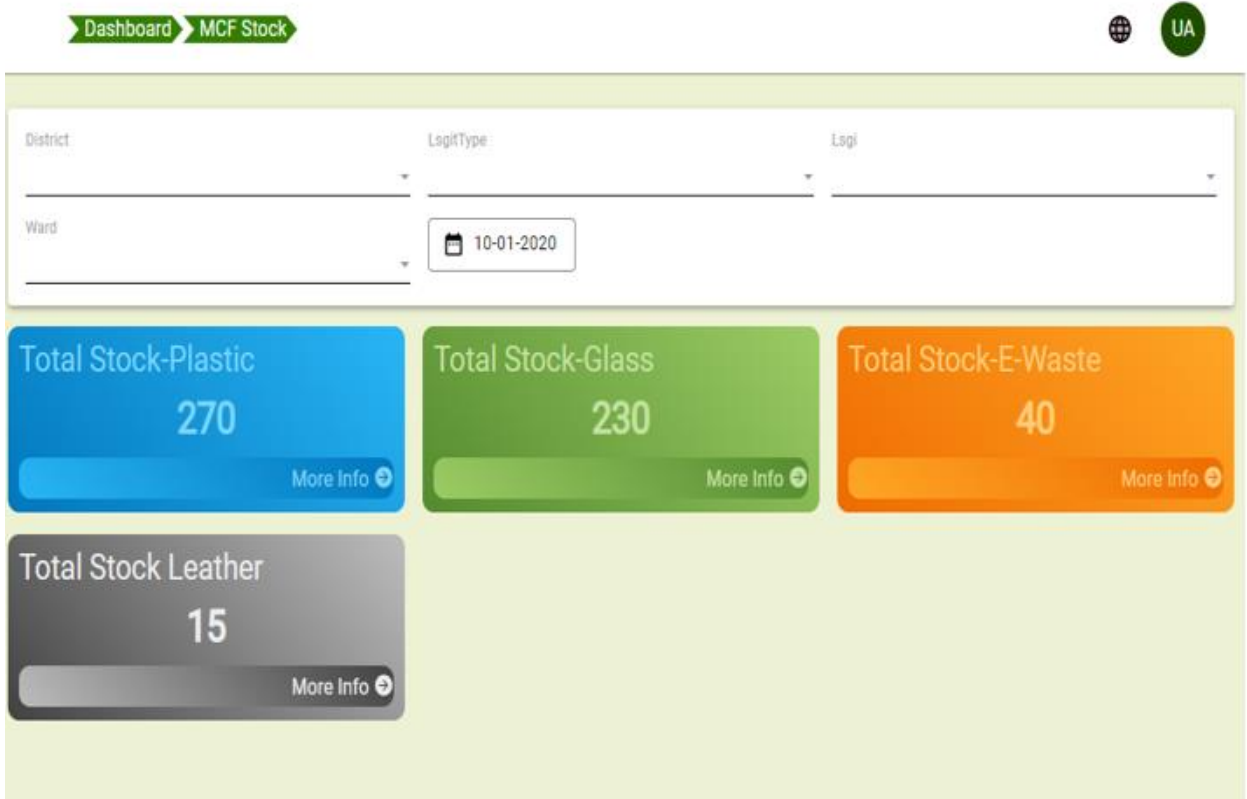 Dashboard MCF Stock
UA
District LsgitType Lsgi
Ward
10-01-2020
Total Stock-Plastic
270
More Info
Total Stock-Glass
230
More Info
Total Stock-E-Waste
40
More Info
Total Stock Leather
15
More Info